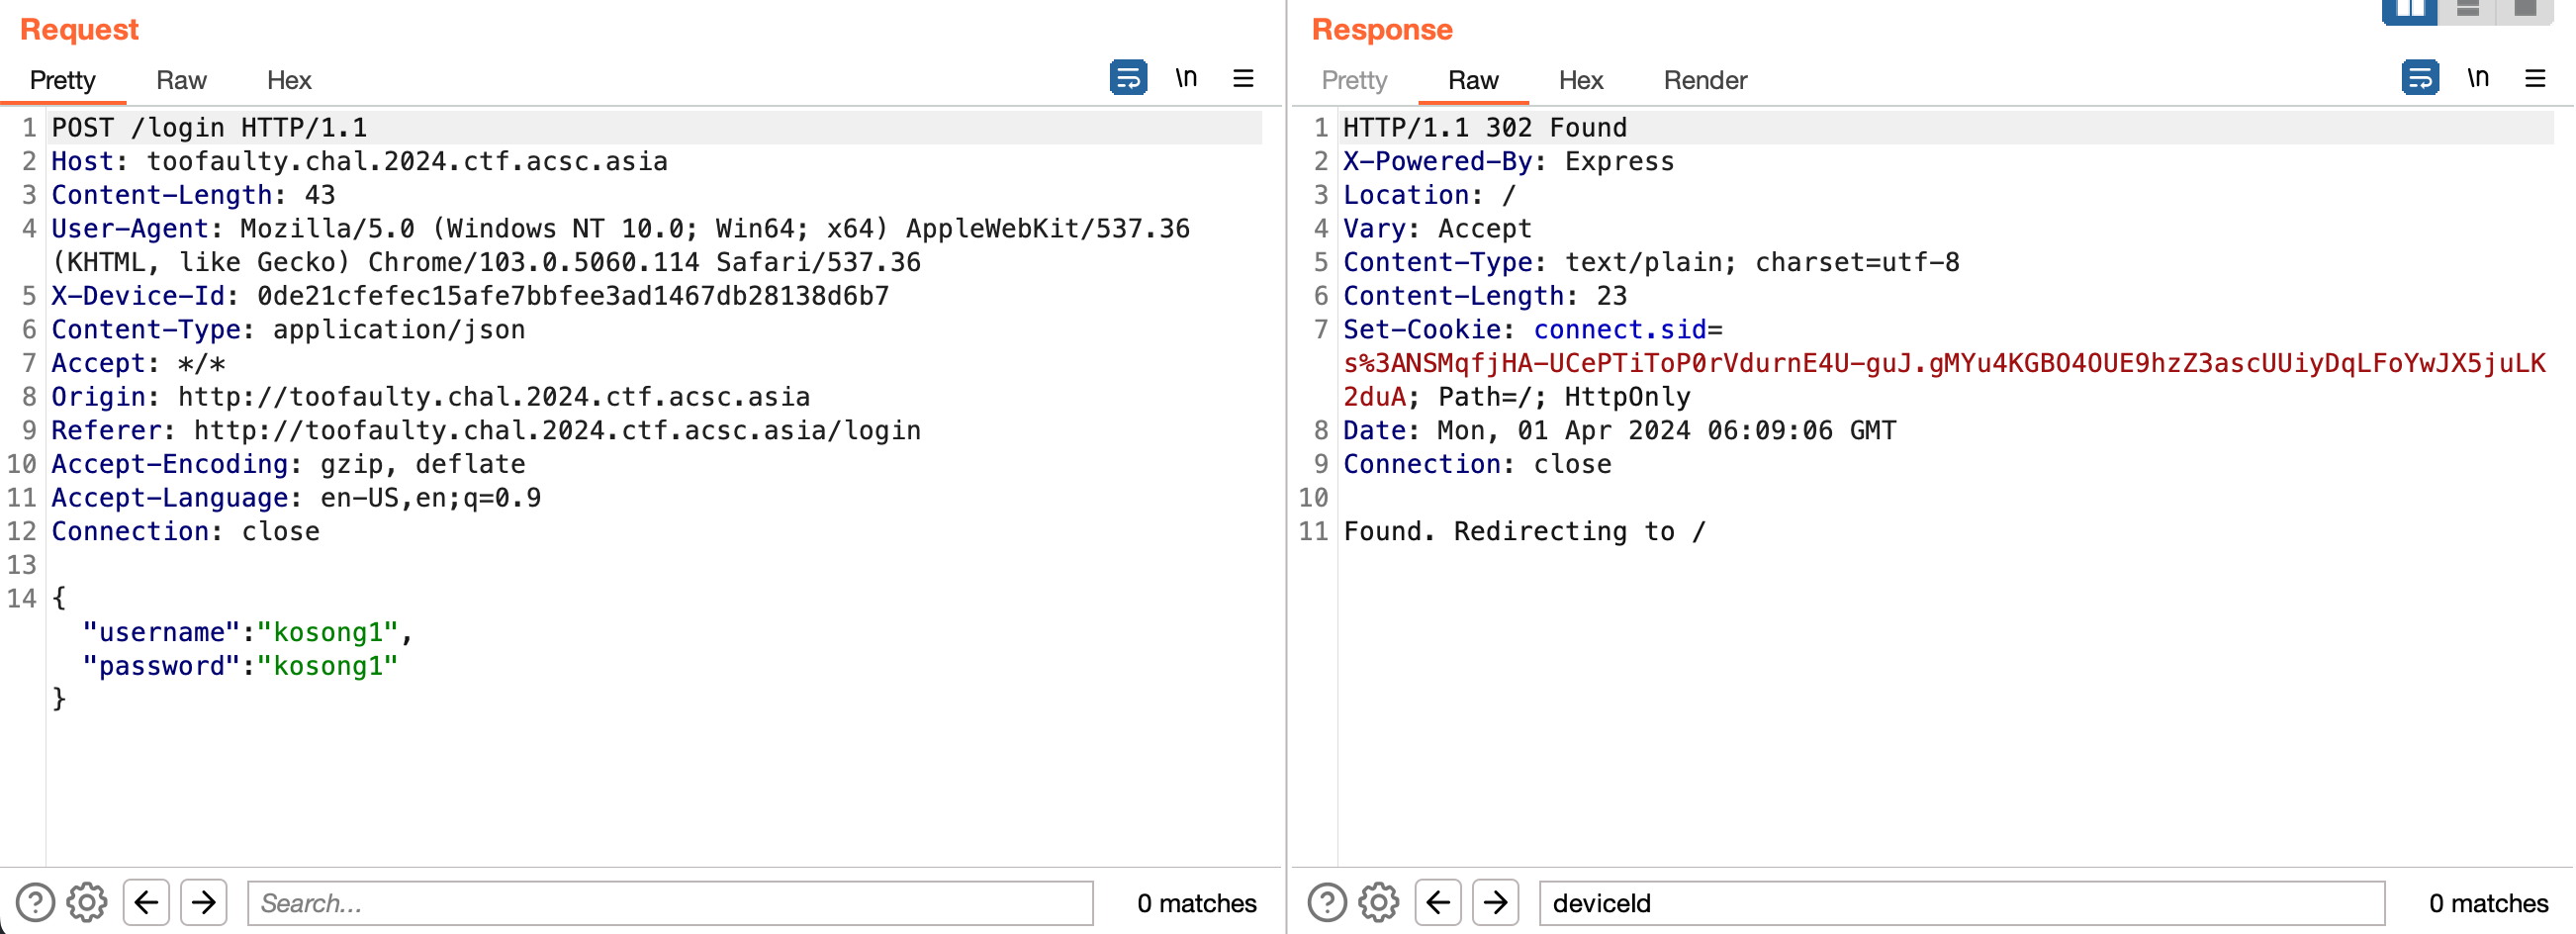 Request
Pretty Raw Hex \n
1 POST /login HTTP/1.1
2 Host: toofaulty.chal.2024.ctf.acsc.asia
3 Content-Length: 43
4 User-Agent: Mozilla/5.0 (Windows NT 10.0; Win64; x64) AppleWebKit/537.36
(KHTML, like Gecko) Chrome/103.0.5060.114 Safari/537.36
5 X-Device-Id: 0de21cfefec15afe7bbfee3ad1467db28138d6b7
6 Content-Type: application/json
7 Accept: */*
8 Origin: http://toofaulty.chal.2024.ctf.acsc.asia
9 Referer: http://toofaulty.chal.2024.ctf.acsc.asia/login
10 Accept-Encoding: gzip, deflate
11 Accept-Language: en-US,en;q=0.9
12 Connection: close
13
14 {
"username":"kosong1",
"password":"kosong1"
}
Search... 0 matches
Response
Pretty Raw Hex Render \n
1 HTTP/1.1 302 Found
2 X-Powered-By: Express
3 Location: /
4 Vary: Accept
5 Content-Type: text/plain; charset=utf-8
6 Content-Length: 23
7 Set-Cookie: connect.sid=
s%3ANSMqfjHA-UCePTiToP0rVdurnE4U-guJ.gMYu4KGBO4OUE9hzZ3ascUUiyDqLFoYwJX5juLK
2duA; Path=/; HttpOnly
8 Date: Mon, 01 Apr 2024 06:09:06 GMT
9 Connection: close
10
11 Found. Redirecting to /
deviceId 0 matches